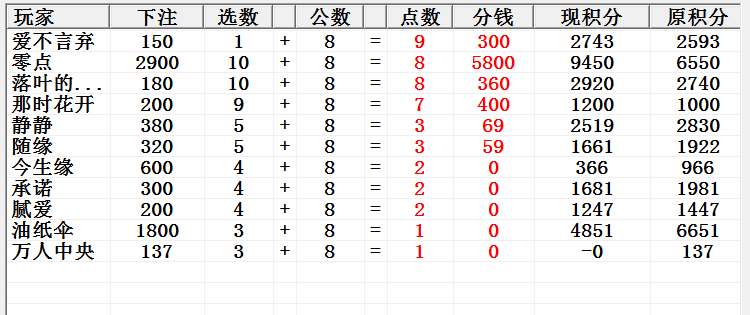 玩家 下注 选数 公数 点数 分钱 现积分 原积分
爱不言弃 150 1 + 8 = 9 300 2743 2593
零点 2900 10 + 8 = 8 5800 9450 6550
落叶的... 180 10 + 8 = 8 360 2920 2740
那时花开 200 9 + 8 = 7 400 1200 1000
静静 380 5 + 8 = 3 69 2519 2830
随缘 320 5 + 8 = 3 59 1661 1922
今生缘 600 4 + 8 = 2 0 366 966
承诺 300 4 + 8 = 2 0 1681 1981
腻爱 200 4 + 8 = 2 0 1247 1447
油纸伞 1800 3 + 8 = 1 0 4851 6651
万人中央 137 3 + 8 = 1 0 -0 137